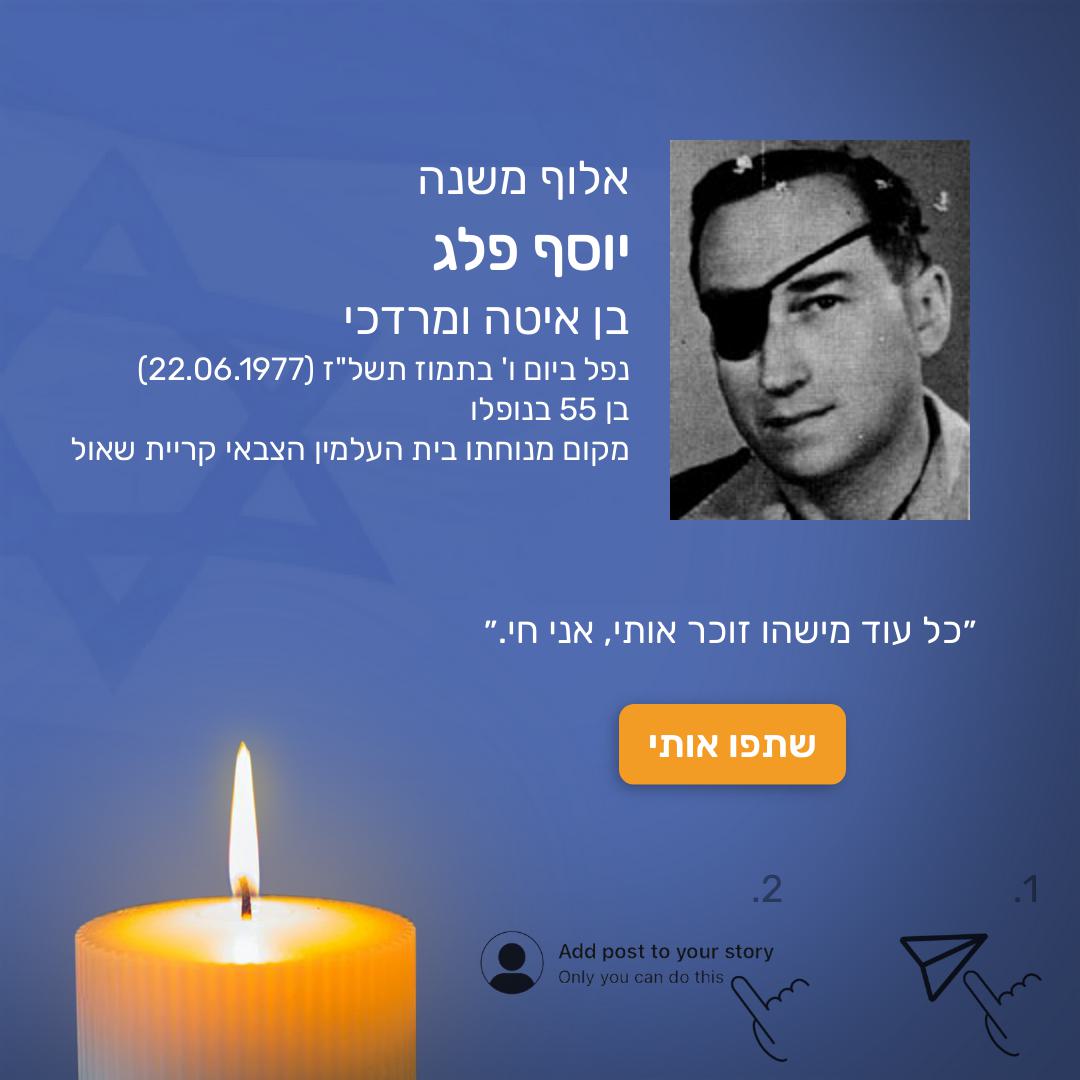 אלוף משנה
יוסף פלג
בן איטה ומרדכי
נפל ביום ו' בתמוז תשל"ז (22.06.1977)
בן 55 בנופלו
מקום מנוחתו בית העלמין הצבאי קריית שאול
״כל עוד מישהו זוכר אותי, אני חי.״
שתפו אותי
.1
.2
Add post to your story
Only you can do this